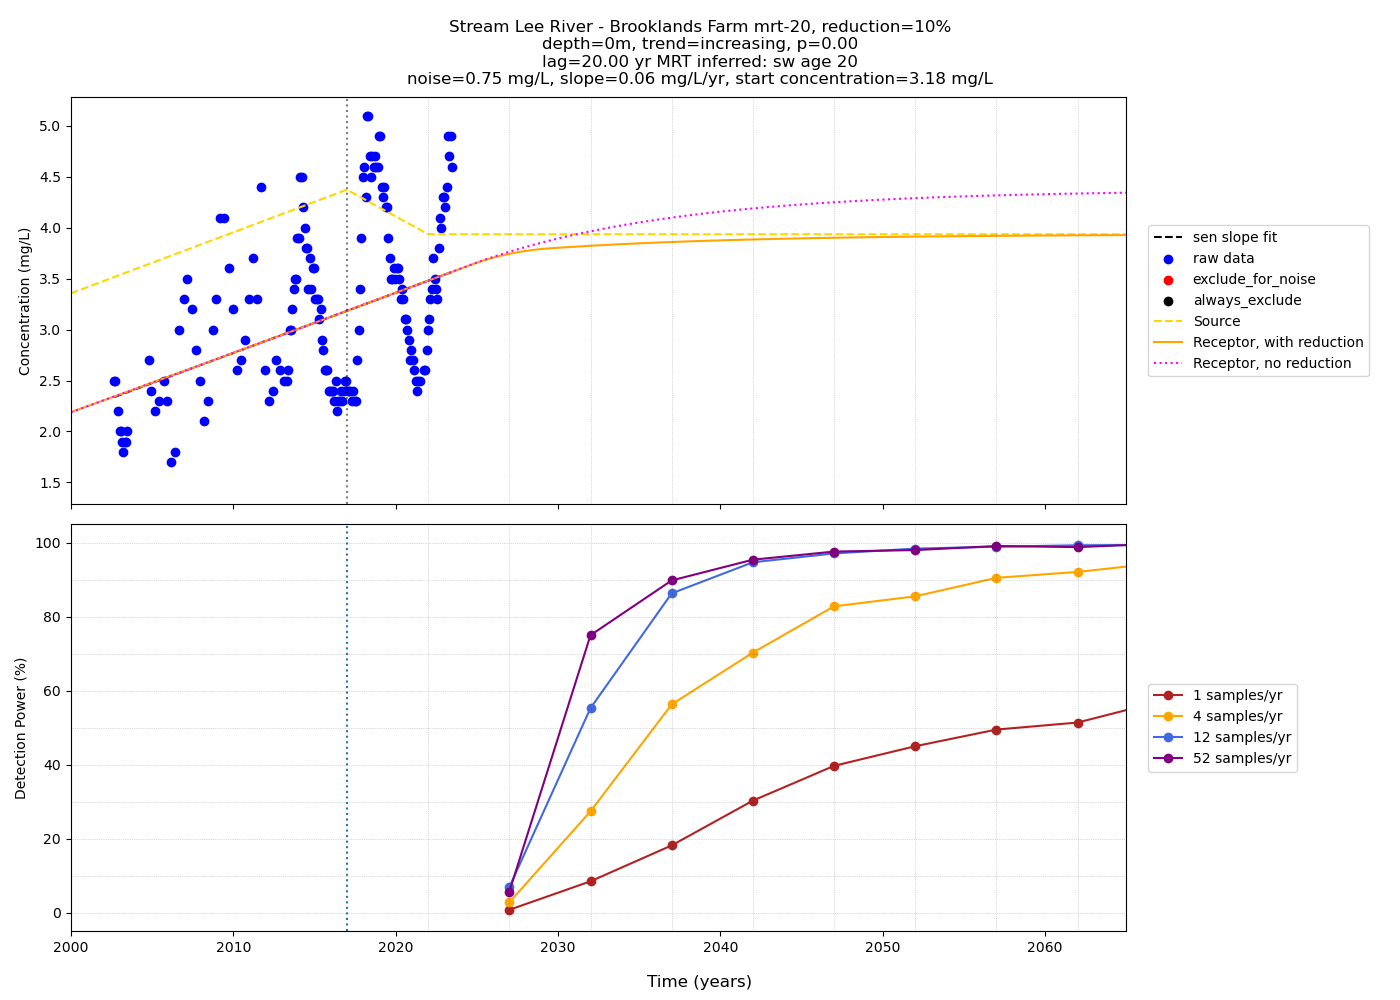 Stream Lee River - Brooklands Farm mrt-20, reduction=10%
depth=0m, trend=increasing, p=0.00
lag=20.00 yr MRT inferred: sw age 20
noise=0.75 mg/L, slope=0.06 mg/L/yr, start concentration=3.18 mg/L
Concentration (mg/L)
5.0
4.5
4.0
3.5
3.0
2.5
2.0
1.5
sen slope fit
raw data
exclude_for_noise
always_exclude
Source
Receptor, with reduction
Receptor, no reduction
Detection Power (%)
100
80
60
40
20
0
1 samples/yr
4 samples/yr
12 samples/yr
52 samples/yr
2000 2010 2020 2030 2040 2050 2060
Time (years)